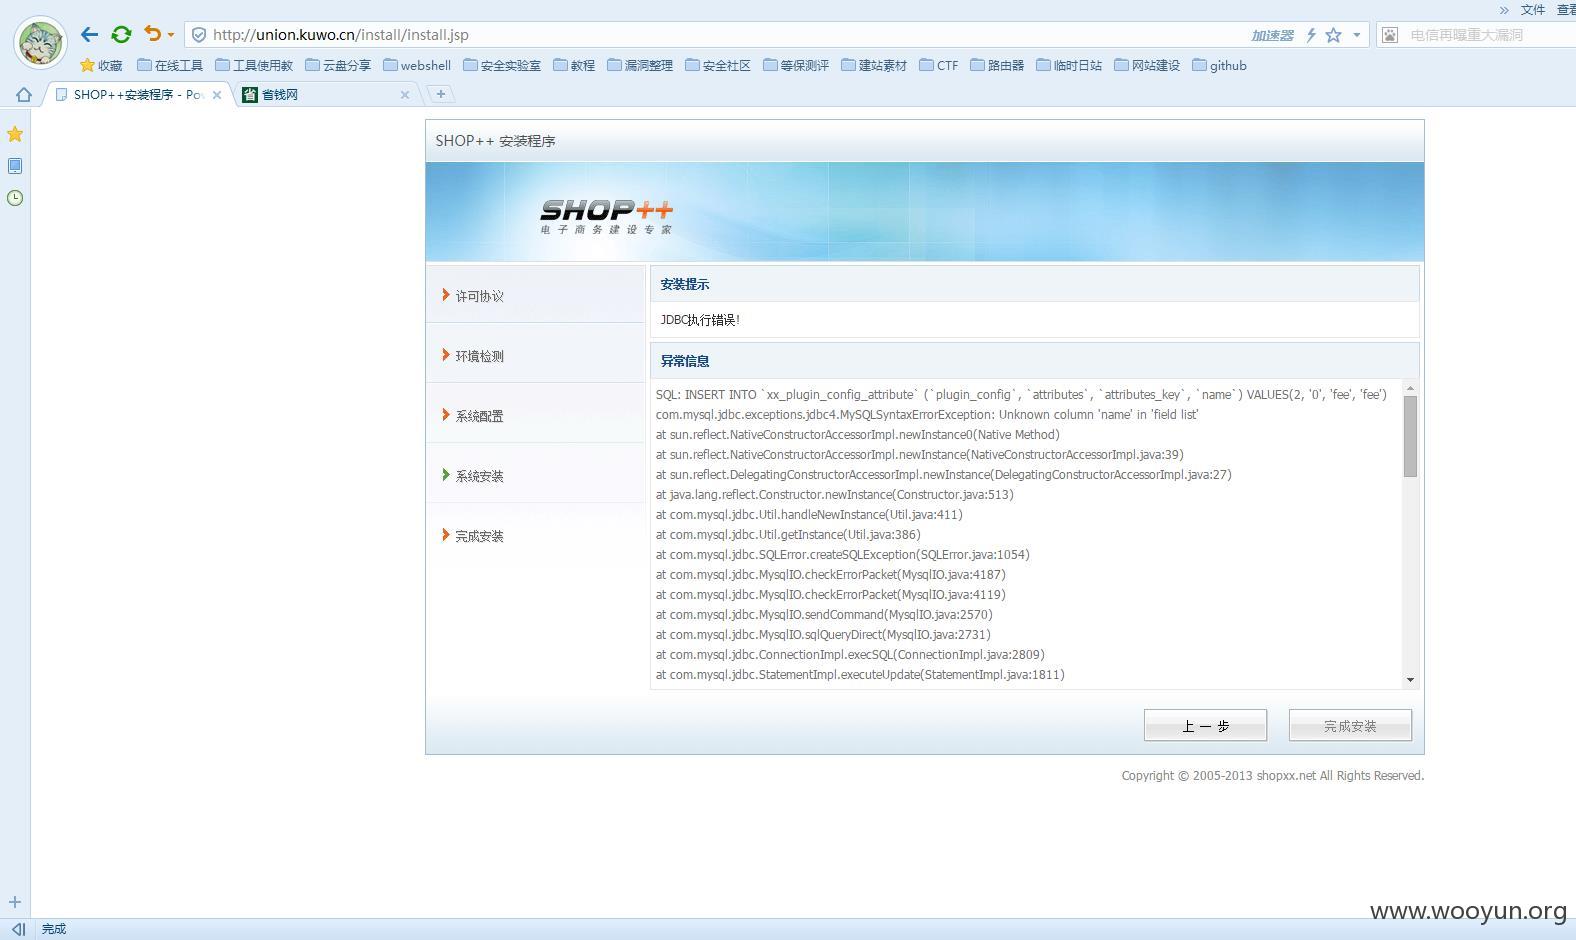 » 文件 查看
http://union.kuwo.cn/install/install.jsp
加速器
电信再曝重大漏洞
收藏 在线工具 工具使用教 云盘分享 webshell 安全实验室 教程 漏洞整理 安全社区 等保测评 建站素材 CTF 路由器 临时日站 网站建设 github
SHOP++安装程序 - Po
省 省钱网
SHOP++ 安装程序
SHOP++
电子商务建设专家
许可协议
环境检测
系统配置
系统安装
完成安装
安装提示
JDBC执行错误!
异常信息
SQL: INSERT INTO `xx_plugin_config_attribute` (`plugin_config`, `attributes`, `attributes_key`, `name`) VALUES(2, '0', 'fee', 'fee')
com.mysql.jdbc.exceptions.jdbc4.MySQLSyntaxErrorException: Unknown column 'name' in 'field list'
at sun.reflect.NativeConstructorAccessorImpl.newInstance0(Native Method)
at sun.reflect.NativeConstructorAccessorImpl.newInstance(NativeConstructorAccessorImpl.java:39)
at sun.reflect.DelegatingConstructorAccessorImpl.newInstance(DelegatingConstructorAccessorImpl.java:27)
at java.lang.reflect.Constructor.newInstance(Constructor.java:513)
at com.mysql.jdbc.Util.handleNewInstance(Util.java:411)
at com.mysql.jdbc.Util.getInstance(Util.java:386)
at com.mysql.jdbc.SQLError.createSQLException(SQLError.java:1054)
at com.mysql.jdbc.MysqlIO.checkErrorPacket(MysqlIO.java:4187)
at com.mysql.jdbc.MysqlIO.checkErrorPacket(MysqlIO.java:4119)
at com.mysql.jdbc.MysqlIO.sendCommand(MysqlIO.java:2570)
at com.mysql.jdbc.MysqlIO.sqlQueryDirect(MysqlIO.java:2731)
at com.mysql.jdbc.ConnectionImpl.execSQL(ConnectionImpl.java:2809)
at com.mysql.jdbc.StatementImpl.executeUpdate(StatementImpl.java:1811)
上 一 步
完成安装
Copyright © 2005-2013 shopxx.net All Rights Reserved.
www.wooyun.org
完成